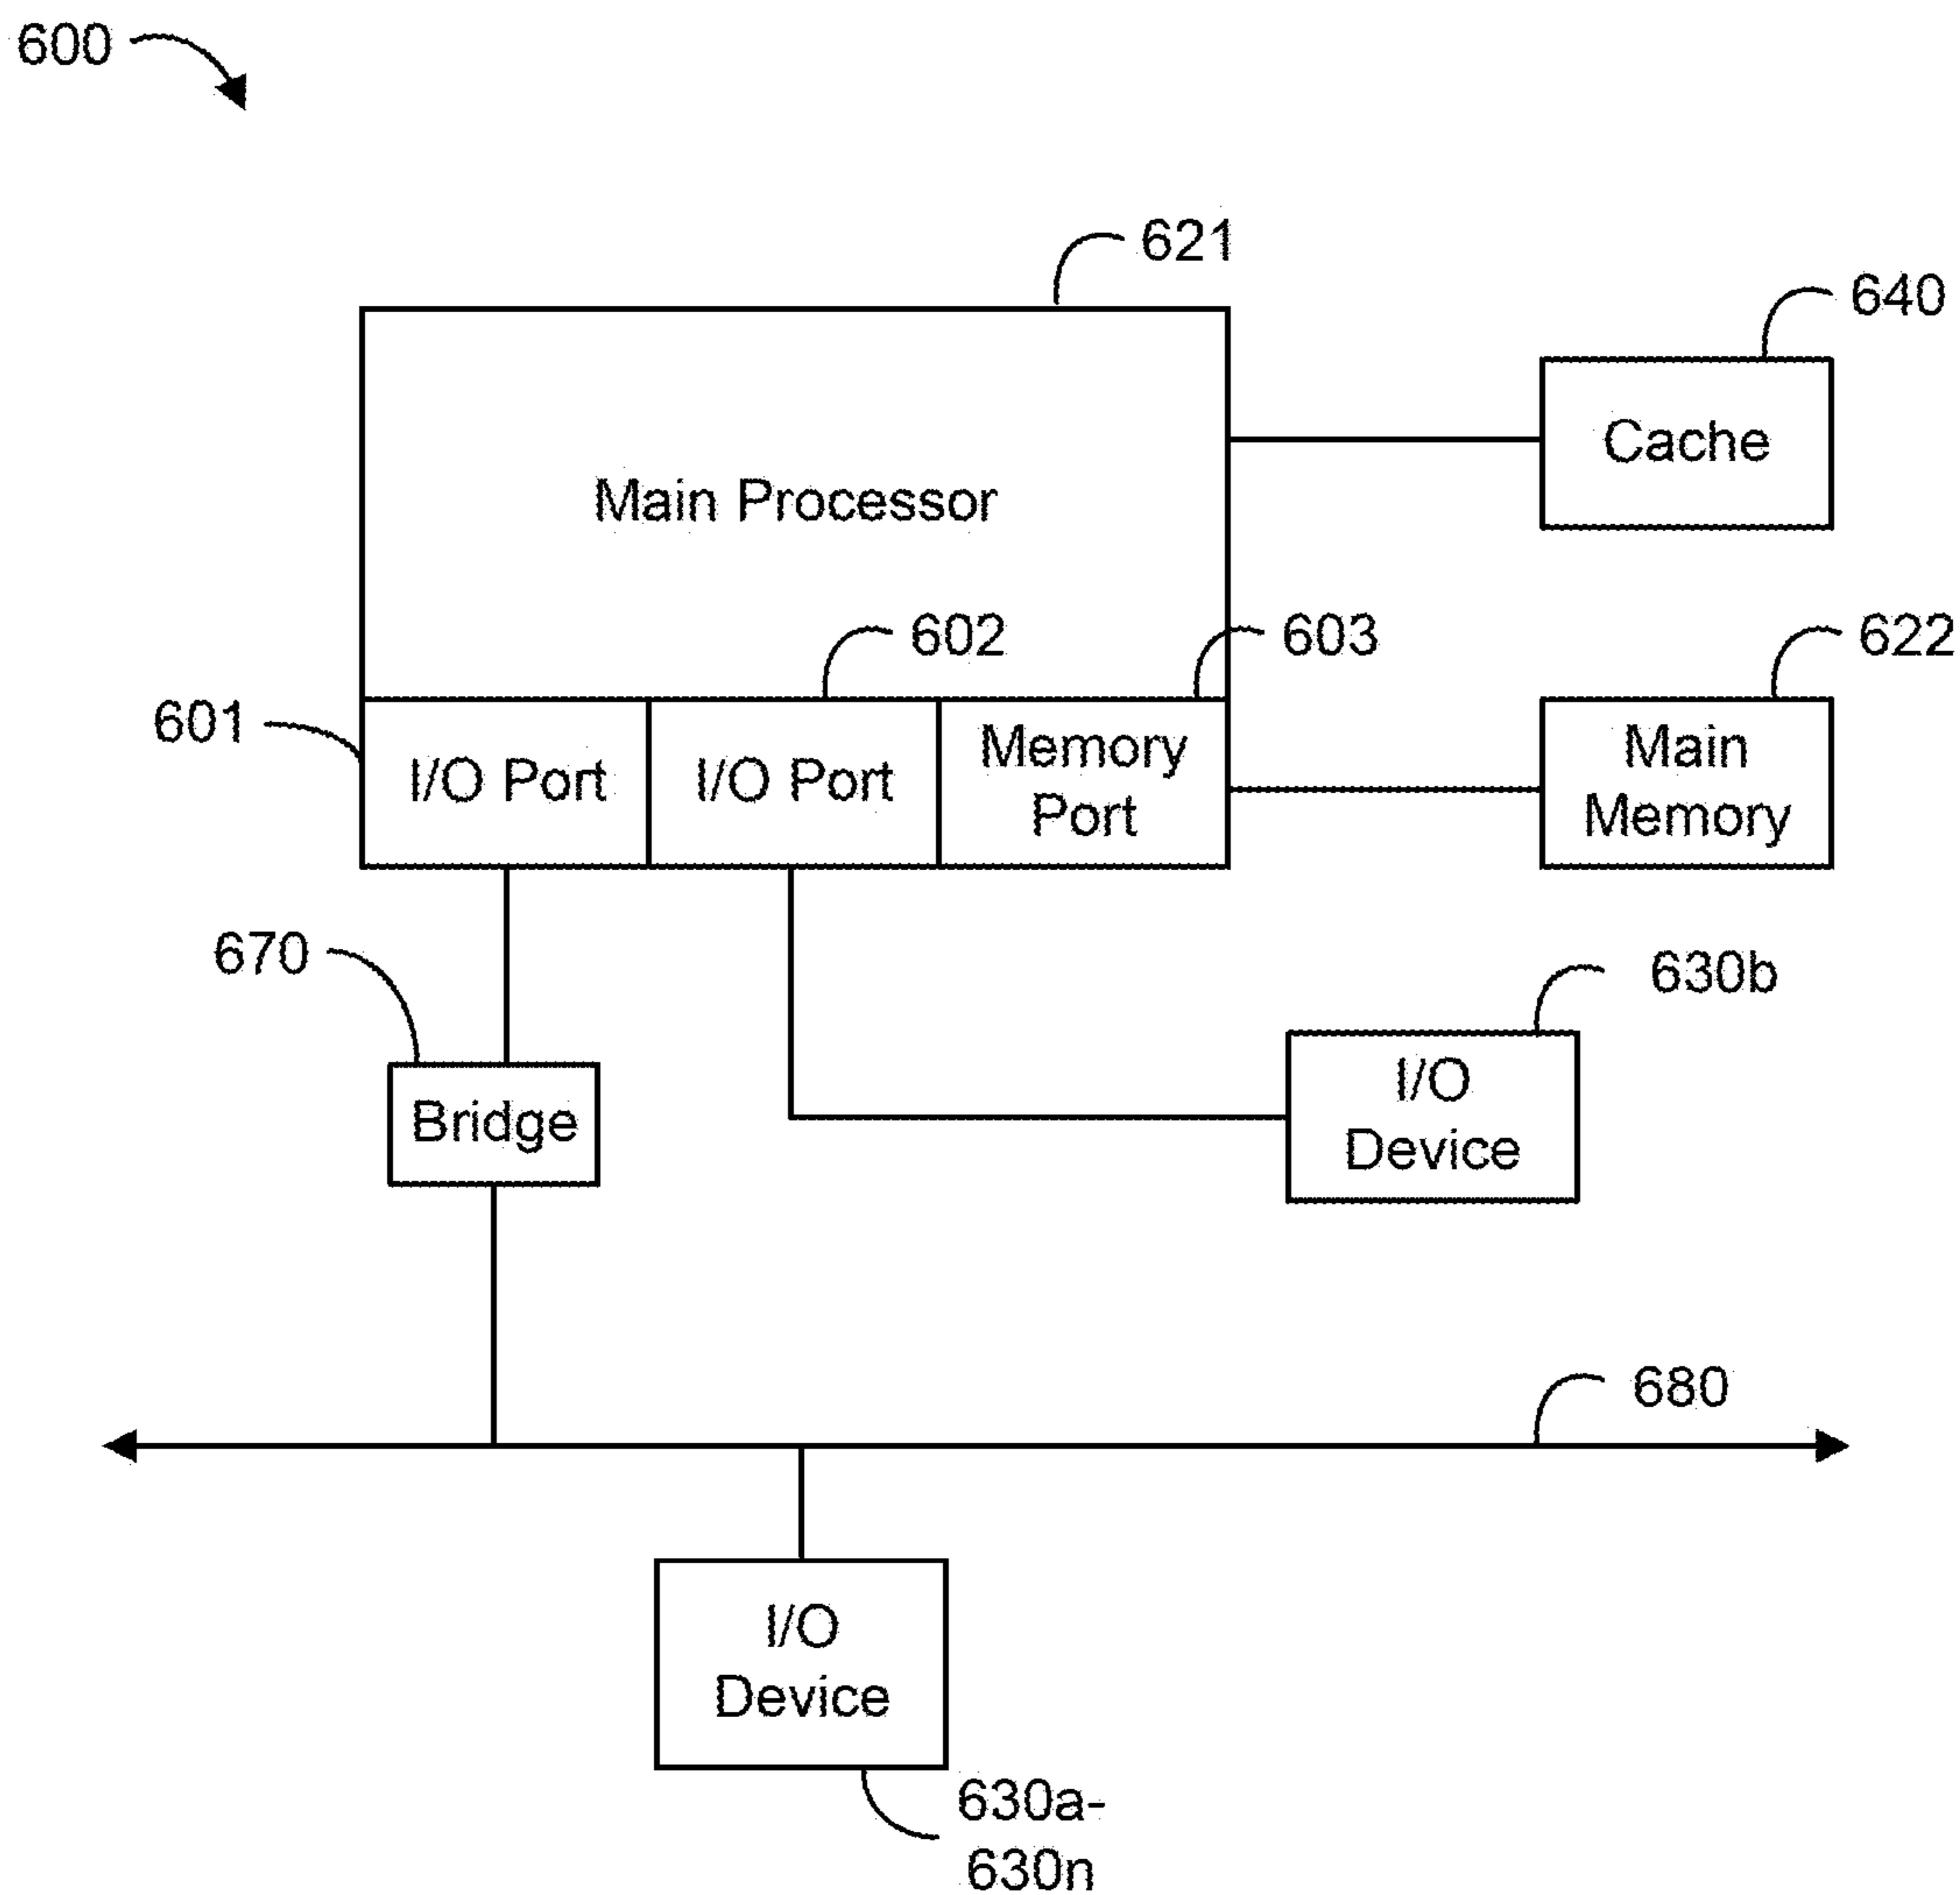 600
621
640
Cache
Main Processor
602
603
622
601
I/O Port
I/O Port
Memory
Port
Main
Memory
670
630b
Bridge
I/O
Device
680
I/O
Device
630a-
630n